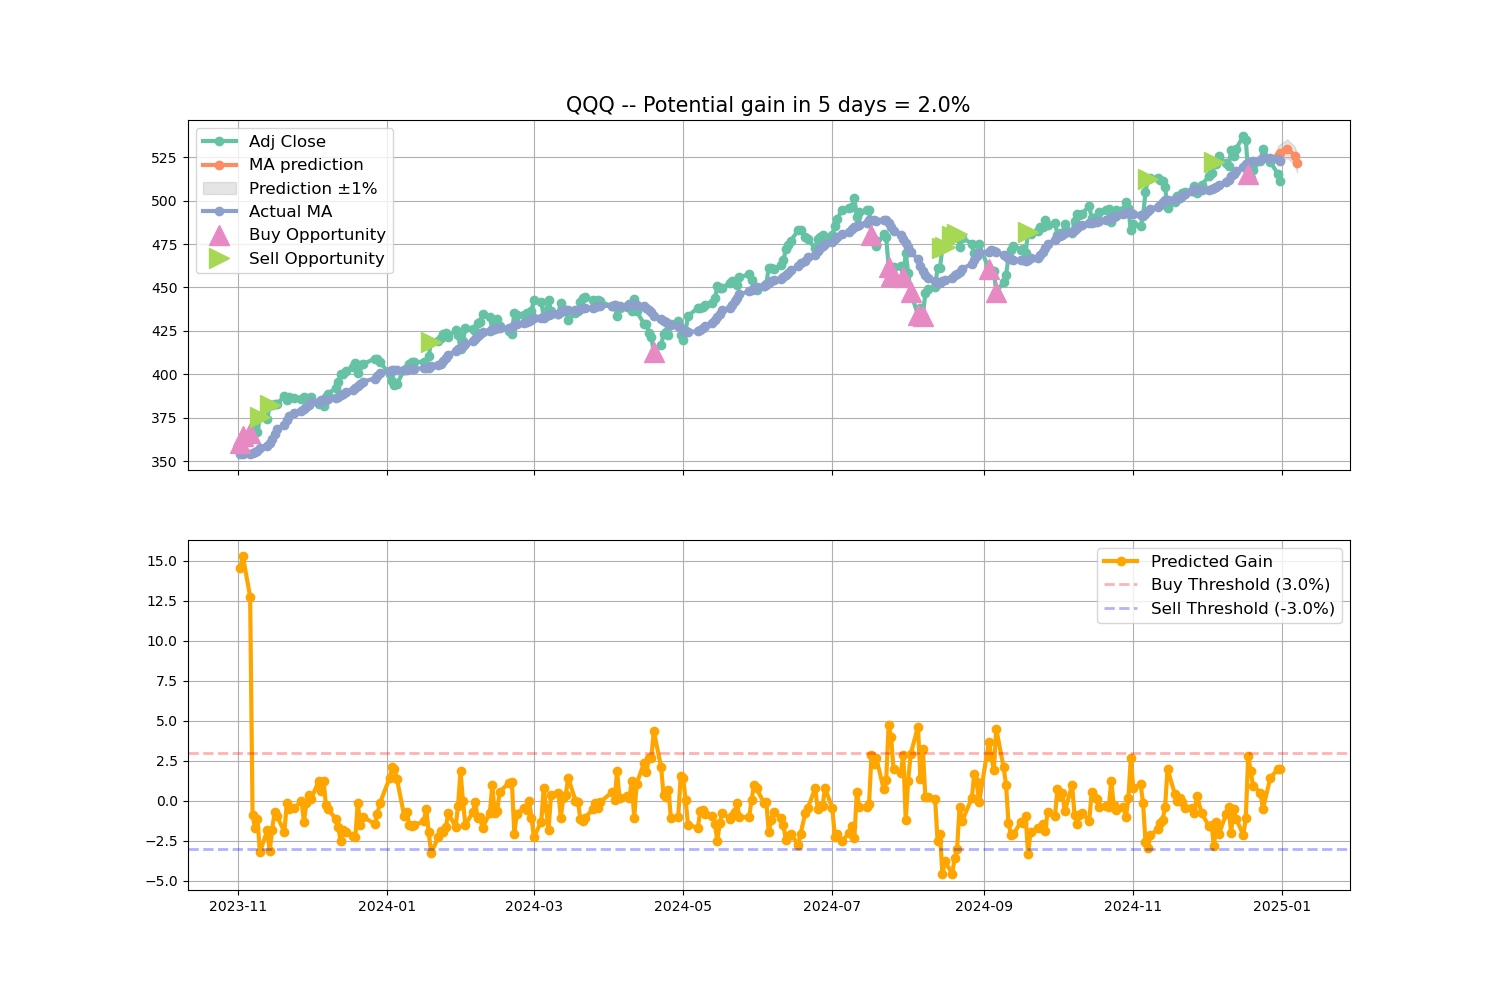 QQQ -- Potential gain in 5 days = 2.0%
Adj Close
MA prediction
Prediction ±1%
Actual MA
Buy Opportunity
Sell Opportunity
525
500
475
450
425
400
375
350
Predicted Gain
Buy Threshold (3.0%)
Sell Threshold (-3.0%)
15.0
12.5
10.0
7.5
5.0
2.5
0.0
−2.5
−5.0
2023-11
2024-01
2024-03
2024-05
2024-07
2024-09
2024-11
2025-01